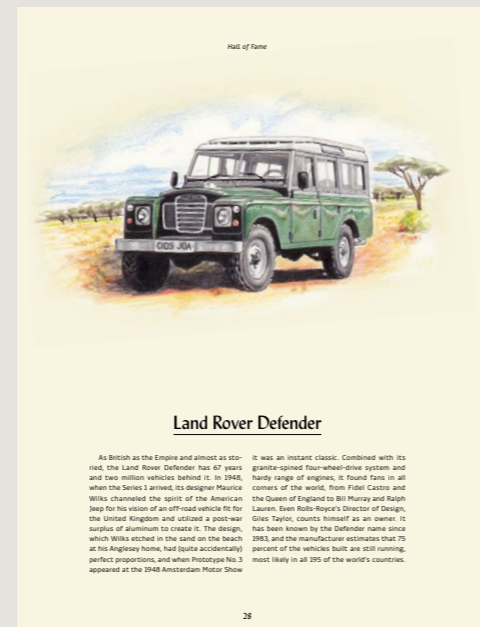 Hall of Fame
Land Rover Defender
As British as the Empire and almost as sto-
ried, the Land Rover Defender has 67 years
and two million vehicles behind it. In 1948,
when the Series 1 arrived, its designer Maurice
Wilks channeled the spirit of the American
Jeep for his vision of an off-road vehicle fit for
the United Kingdom and utilized a post-war
surplus of aluminum to create it. The design,
which Wilks etched in the sand on the beach
at his Anglesey home, had (quite accidentally)
perfect proportions, and when Prototype No. 3
appeared at the 1948 Amsterdam Motor Show
it was an instant classic. Combined with its
granite-spined four-wheel-drive system and
hardy range of engines, it found fans in all
corners of the world, from Fidel Castro and
the Queen of England to Bill Murray and Ralph
Lauren. Even Rolls-Royce's Director of Design,
Giles Taylor, counts himself as an owner. It
has been known by the Defender name since
1983, and the manufacturer estimates that 75
percent of the vehicles built are still running,
most likely in all 195 of the world's countries.
28